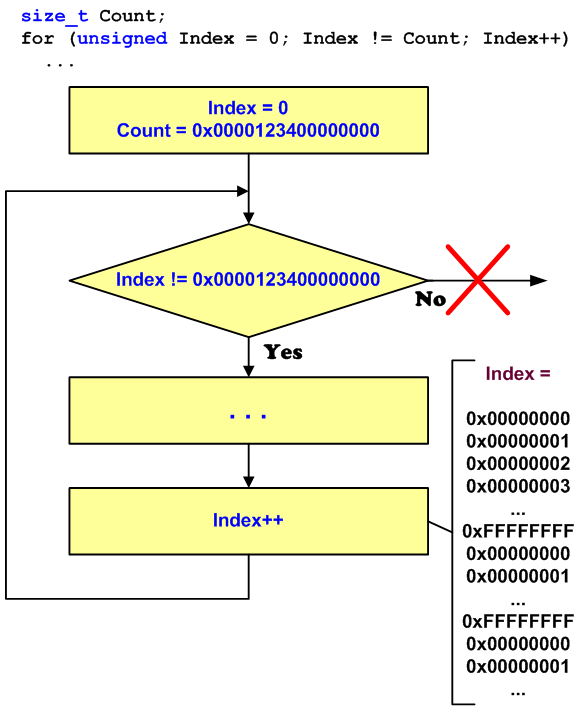 size_t Count;
for (unsigned Index = 0; Index != Count; Index++)
...
Index = 0
Count = 0x0000123400000000
Index != 0x0000123400000000
No
Yes
. . .
Index++
Index =
0x00000000
0x00000001
0x00000002
0x00000003
...
0xFFFFFFFF
0x00000000
0x00000001
...
0xFFFFFFFF
0x00000000
0x00000001
...